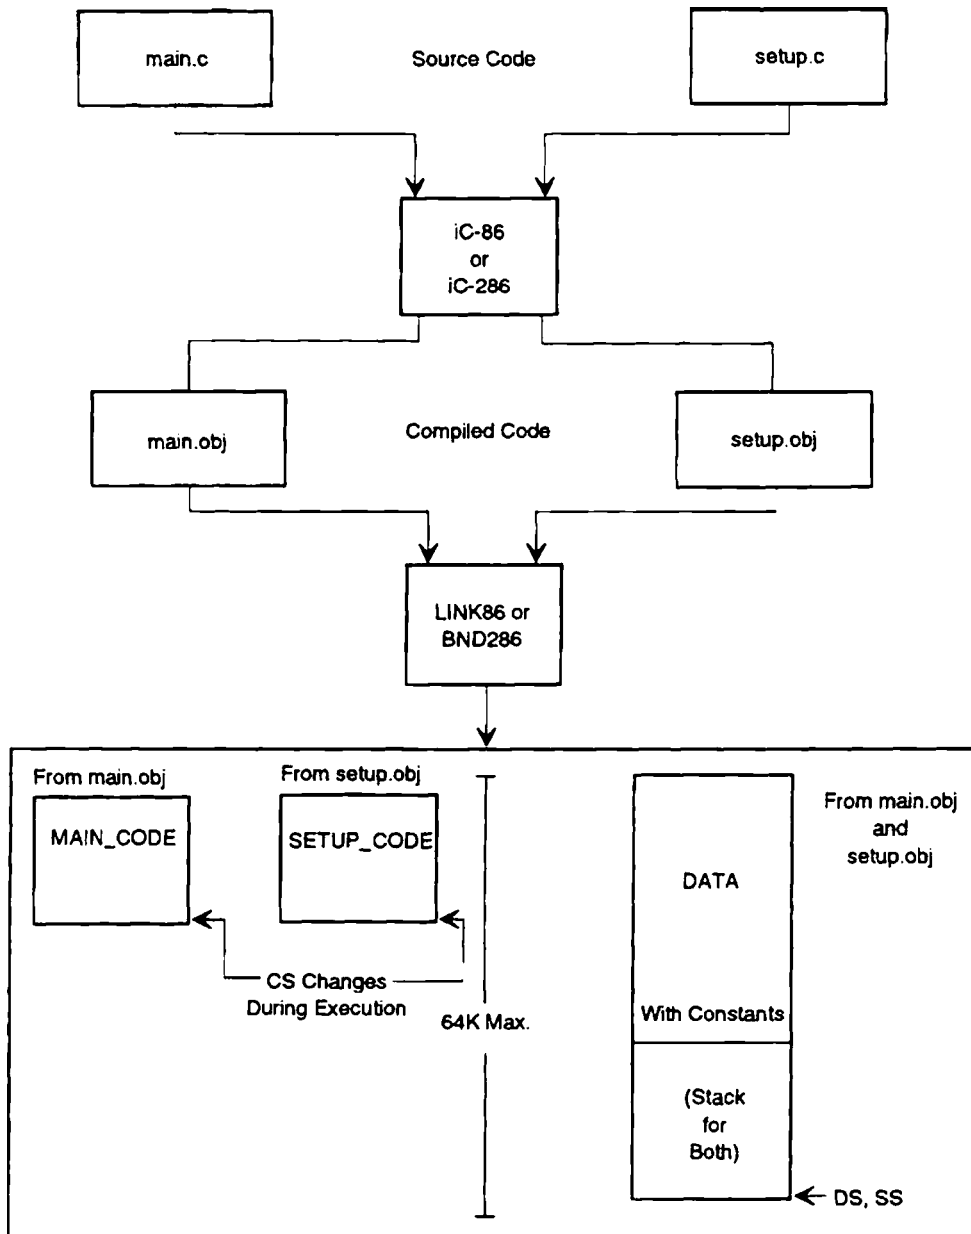 main.c
Source Code
setup.c
iC-86
or
iC-286
main.obj
Compiled Code
setup.obj
LINK86 or
BND286
From main.obj
MAIN_CODE
From setup.obj
SETUP_CODE
CS Changes
During Execution
64K Max.
DATA
With Constants
(Stack
for
Both)
From main.obj
and
setup.obj
DS, SS